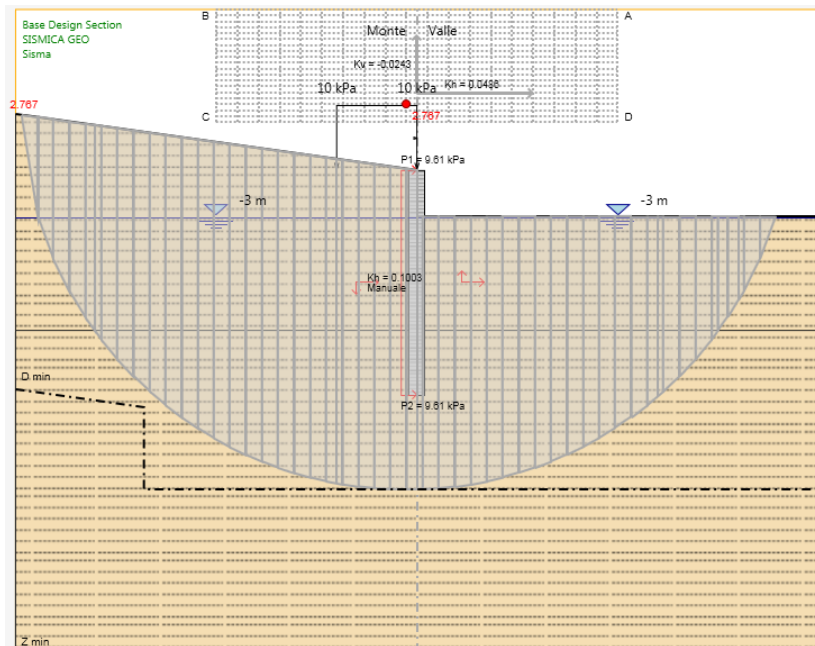 Base Design Section
SISMICA GEO
Sisma
B
A
Monte Valle
Kv = -0.0243
10 kPa
10 kPa
Kh = 0.0486
2.767
C
2.767
D
P1 = 9.61 kPa
-3 m
-3 m
Kh = 0.1003
Manuale
D min
P2 = 9.61 kPa
Z min